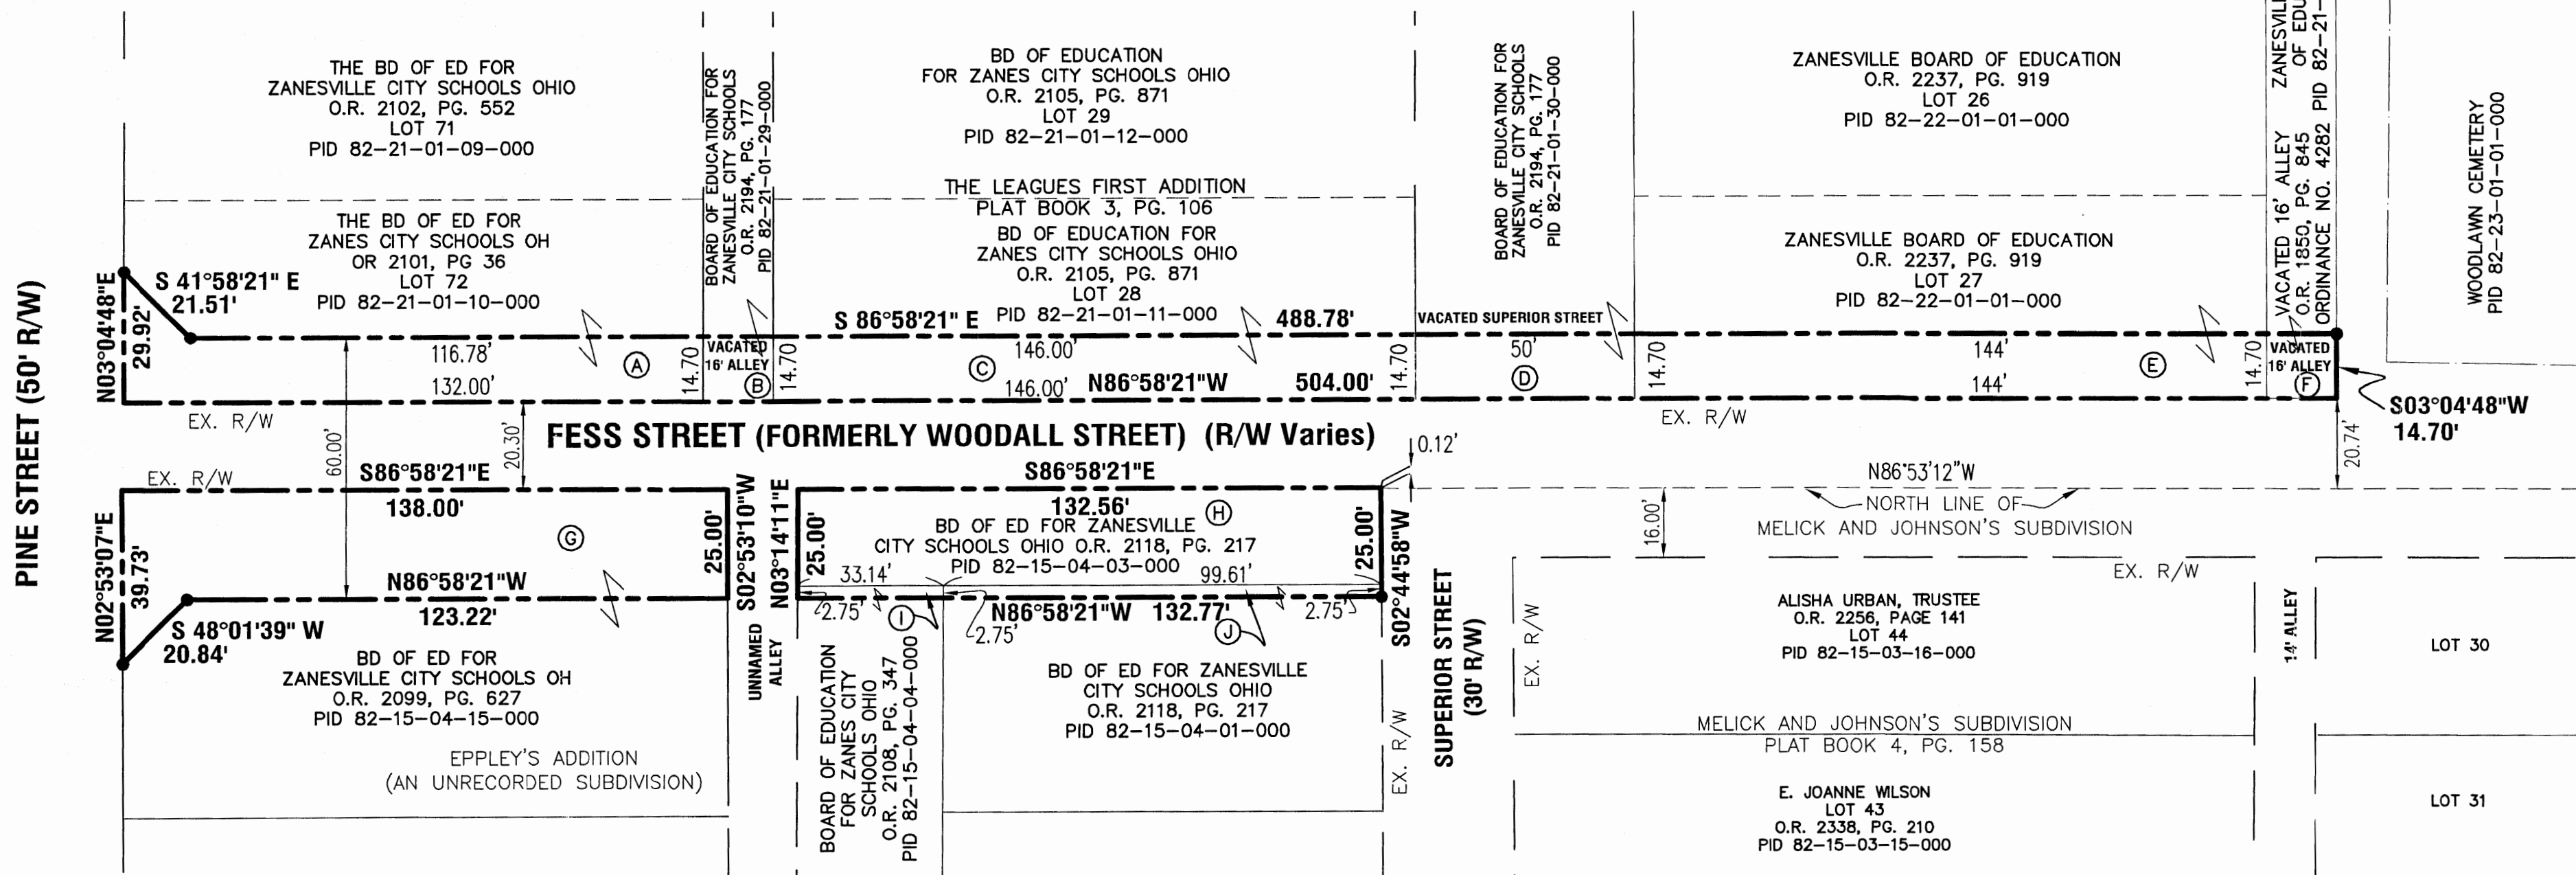 THE BD OF ED FOR
ZANESVILLE CITY SCHOOLS OHIO
O.R. 2102, PG. 552
LOT 71
PID 82-21-01-09-000
BOARD OF EDUCATION FOR
ZANESVILLE CITY SCHOOLS
O.R. 2194, PG. 177
PID 82-21-01-29-000
BD OF EDUCATION
FOR ZANES CITY SCHOOLS OHIO
O.R. 2105, PG. 871
LOT 29
PID 82-21-01-12-000
BOARD OF EDUCATION FOR
ZANESVILLE CITY SCHOOLS
O.R. 2194, PG. 177
PID 82-21-01-30-000
ZANESVILLE BOARD OF EDUCATION
O.R. 2237, PG. 919
LOT 26
PID 82-22-01-01-000
VACATED 16' ALLEY
O.R. 1850, PG. 845
ORDINANCE NO. 4282
OF
PID 82-21-
WOODLAWN CEMETERY
PID 82-23-01-01-000
THE BD OF ED FOR
ZANES CITY SCHOOLS OH
OR 2101, PG 36
LOT 72
PID 82-21-01-10-000
THE LEAGUES FIRST ADDITION
PLAT BOOK 3, PG. 106
BD OF EDUCATION FOR
ZANES CITY SCHOOLS OHIO
O.R. 2105, PG. 871
LOT 28
PID 82-21-01-11-000
ZANESVILLE BOARD OF EDUCATION
O.R. 2237, PG. 919
LOT 27
PID 82-22-01-01-000
PINE STREET (50' R/W)
N03°04'48"E
29.92'
S 41°58'21" E
21.51'
S 86°58'21" E
488.78'
VACATED SUPERIOR STREET
116.78'
132.00'
A
14.70
VACATED
16' ALLEY
B
14.70
C
146.00'
146.00'
N86°58'21"W
504.00'
14.70
50'
D
14.70
144'
144'
E
14.70
VACATED
16' ALLEY
F
S03°04'48"W
14.70'
EX. R/W
FESS STREET (FORMERLY WOODALL STREET) (R/W Varies)
EX. R/W
60.00'
20.30'
0.12'
20.74'
EX. R/W
S86°58'21"E
138.00'
G
N86°58'21"W
123.22'
N02°53'07"E
39.73'
S 48°01'39" W
20.84'
25.00'
S02°53'10"W
N03°14'11"E
25.00'
S86°58'21"E
132.56'
H
BD OF ED FOR ZANESVILLE
CITY SCHOOLS OHIO O.R. 2118, PG. 217
PID 82-15-04-03-000
33.14'
99.61'
2.75'
I
2.75'
N86°58'21"W 132.77'
J
2.75'
25.00'
S02°44'58"W
N86°53'12"W
NORTH LINE OF
MELICK AND JOHNSON'S SUBDIVISION
16.00'
EX. R/W
BD OF ED FOR
ZANESVILLE CITY SCHOOLS OH
O.R. 2099, PG. 627
PID 82-15-04-15-000
EPPLEY'S ADDITION
(AN UNRECORDED SUBDIVISION)
UNNAMED
ALLEY
BOARD OF EDUCATION
FOR ZANES CITY
SCHOOLS OHIO
O.R. 2108, PG. 347
PID 82-15-04-04-000
BD OF ED FOR ZANESVILLE
CITY SCHOOLS OHIO
O.R. 2118, PG. 217
PID 82-15-04-01-000
EX. R/W
SUPERIOR STREET
(30' R/W)
EX. R/W
ALISHA URBAN, TRUSTEE
O.R. 2256, PAGE 141
LOT 44
PID 82-15-03-16-000
14' ALLEY
LOT 30
MELICK AND JOHNSON'S SUBDIVISION
PLAT BOOK 4, PG. 158
E. JOANNE WILSON
LOT 43
O.R. 2338, PG. 210
PID 82-15-03-15-000
LOT 31